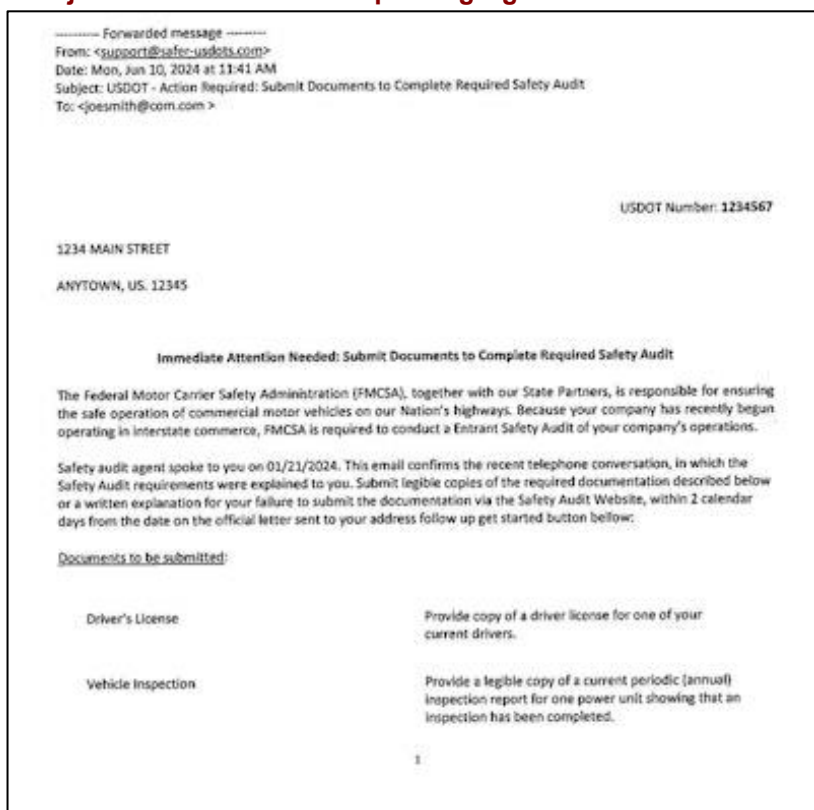 ---------- Forwarded message ---------
From: <support@safer-usdots.com>
Date: Mon, Jun 10, 2024 at 11:41 AM
Subject: USDOT - Action Required: Submit Documents to Complete Required Safety Audit
To: <joesmith@com.com >
USDOT Number: 1234567
1234 MAIN STREET
ANYTOWN, US. 12345
Immediate Attention Needed: Submit Documents to Complete Required Safety Audit
The Federal Motor Carrier Safety Administration (FMCSA), together with our State Partners, is responsible for ensuring
the safe operation of commercial motor vehicles on our Nation's highways. Because your company has recently begun
operating in interstate commerce, FMCSA is required to conduct a Entrant Safety Audit of your company's operations.
Safety audit agent spoke to you on 01/21/2024. This email confirms the recent telephone conversation, in which the
Safety Audit requirements were explained to you. Submit legible copies of the required documentation described below
or a written explanation for your failure to submit the documentation via the Safety Audit Website, within 2 calendar
days from the date on the official letter sent to your address follow up get started button bellow:
Documents to be submitted:
Driver's License
Provide copy of a driver license for one of your
current drivers.
Vehicle Inspection
Provide a legible copy of a current periodic (annual)
inspection report for one power unit showing that an
inspection has been completed.
1